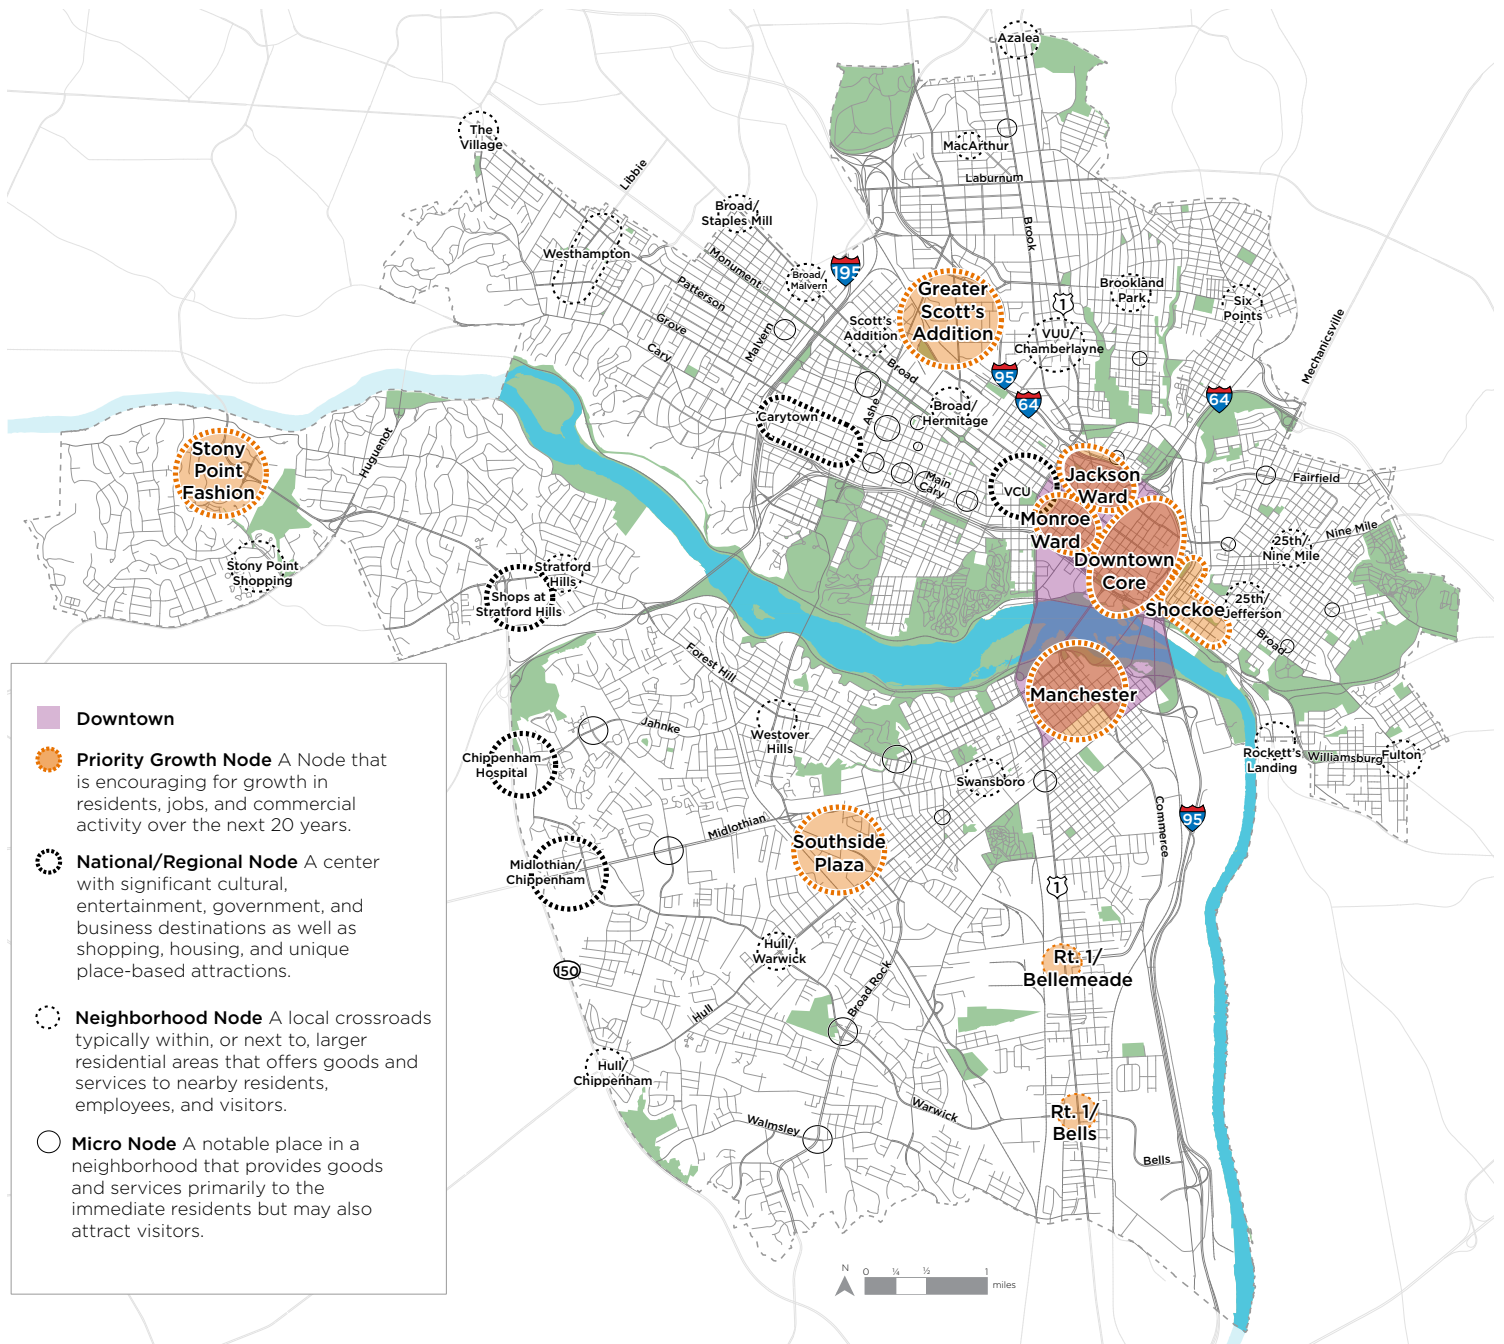 Azalea
The
Village
MacArthur
Laburnum
Libbie
Broad/
Staples Mill
Brook
Westhampton
Monument
Broad/
Malvern
195
Patterson
Greater
Scott's
Addition
Brookland
Park
Six
Points
1
Grove
Scott's
Addition
VUU/
Chamberlayne
Mechanicsville
Malvern
Cary
Broad
95
64
64
Carytown
Ashe
Broad/
Hermitage
Huguenot
Stony
Point
Fashion
Main
Cary
VCU
Jackson
Ward
Fairfield
Monroe
Ward
Nine Mile
25th/
Nine Mile
Stony Point
Shopping
Stratford
Hills
Shops at
Stratford Hills
Downtown
Core
Shockoe
25th/
Jefferson
Broad
Forest Hill
Manchester
Jahnke
Westover
Hills
Chippenham
Hospital
Swansboro
Rockett's
Landing
Williamsburg
Fulton
Commerce
95
Midlothian
Southside
Plaza
Midlothian/
Chippenham
1
Hull/
Warwick
150
Broad Rock
Rt. 1/
Bellemeade
Hull
Hull/
Chippenham
Warwick
Walmsley
Rt. 1/
Bells
Bells
Downtown
Priority Growth Node A Node that
is encouraging for growth in
residents, jobs, and commercial
activity over the next 20 years.
National/Regional Node A center
with significant cultural,
entertainment, government, and
business destinations as well as
shopping, housing, and unique
place-based attractions.
Neighborhood Node A local crossroads
typically within, or next to, larger
residential areas that offers goods and
services to nearby residents,
employees, and visitors.
Micro Node A notable place in a
neighborhood that provides goods
and services primarily to the
immediate residents but may also
attract visitors.
N
0 ¼ ½ 1
miles